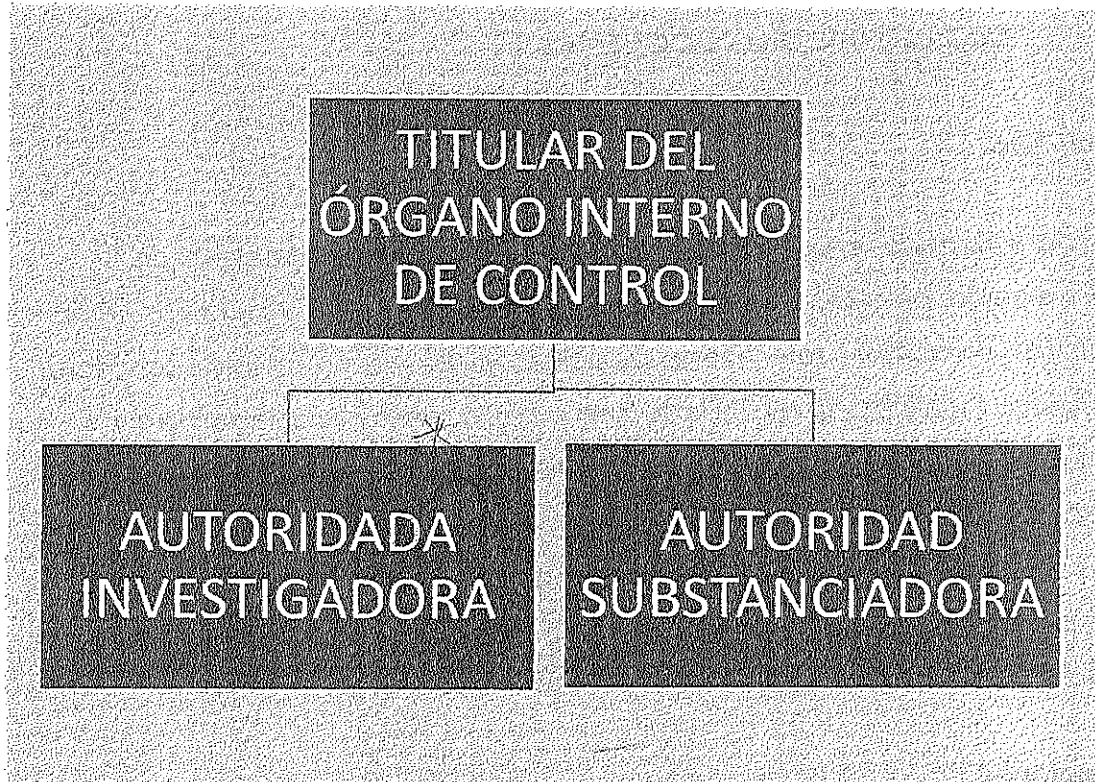 TITULAR DEL
ÓRGANO INTERNO
DE CONTROL
AUTORIDADA
INVESTIGADORA
AUTORIDAD
SUBSTANCIADORA